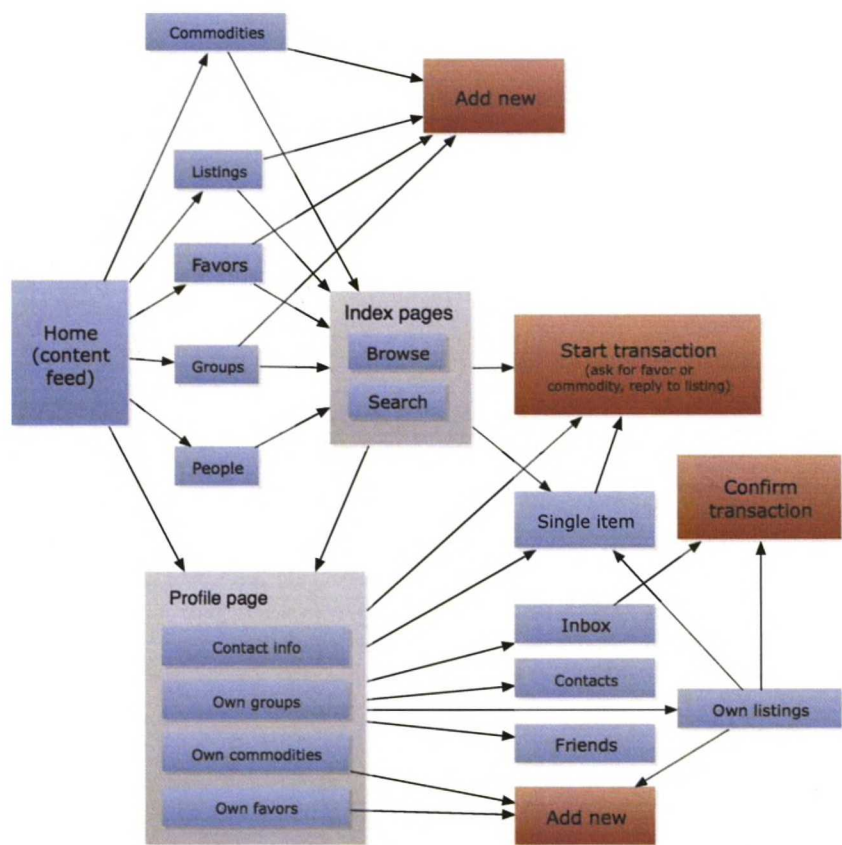 Commodities
Add new
Listings
Favors
Home
(content
feed)
Groups
People
Index pages
Browse
Search
Start transaction
(ask for favor or
commodity, reply to listing)
Single item
Confirm
transaction
Profile page
Contact info
Own groups
Own commodities
Own favors
Inbox
Contacts
Own listings
Friends
Add new